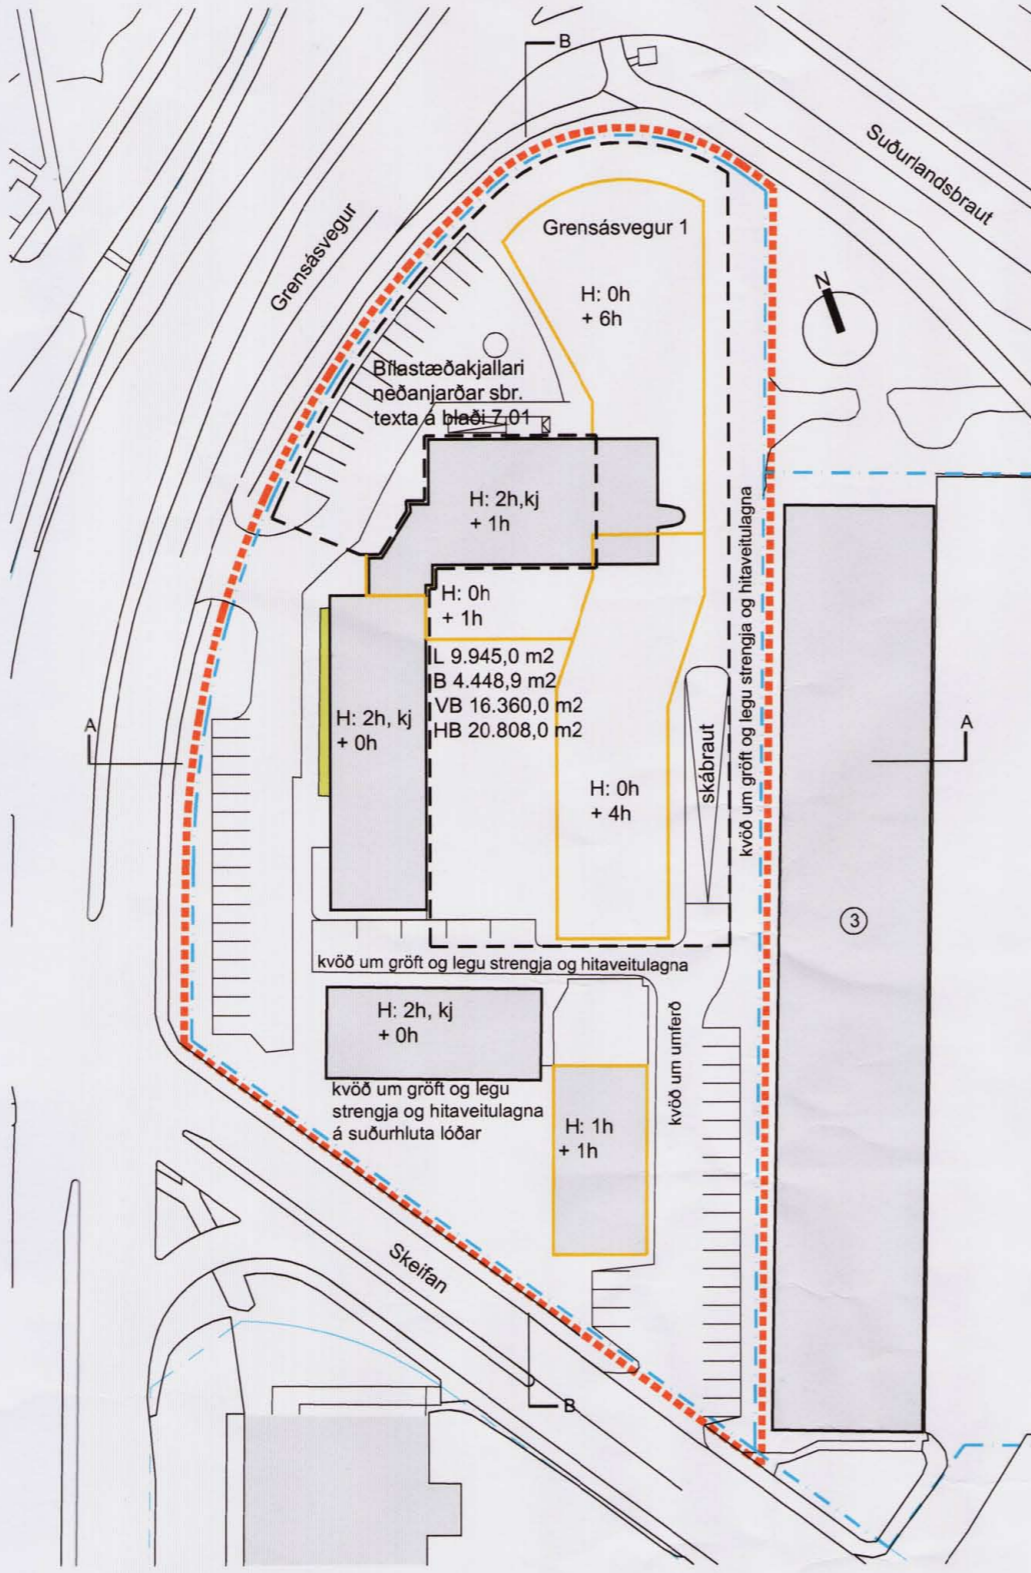 B
Suðurlandsbraut
Grensásvegur
Grensásvegur 1
N
H: 0h
+ 6h
Bílastæðakjallari
neðanjarðar sbr.
texta á blaði 7.01
H: 2h,kj
+ 1h
kvöð um gröft og legu strengja og hitaveitulagna
H: 0h
+ 1h
L 9.945,0 m2
B 4.448,9 m2
VB 16.360,0 m2
HB 20.808,0 m2
A
H: 2h, kj
+ 0h
A
skábraut
H: 0h
+ 4h
3
kvöð um gröft og legu strengja og hitaveitulagna
H: 2h, kj
+ 0h
kvöð um umferð
kvöð um gröft og legu
strengja og hitaveitulagna
á suðurhluta lóðar
H: 1h
+ 1h
Skeifan
B